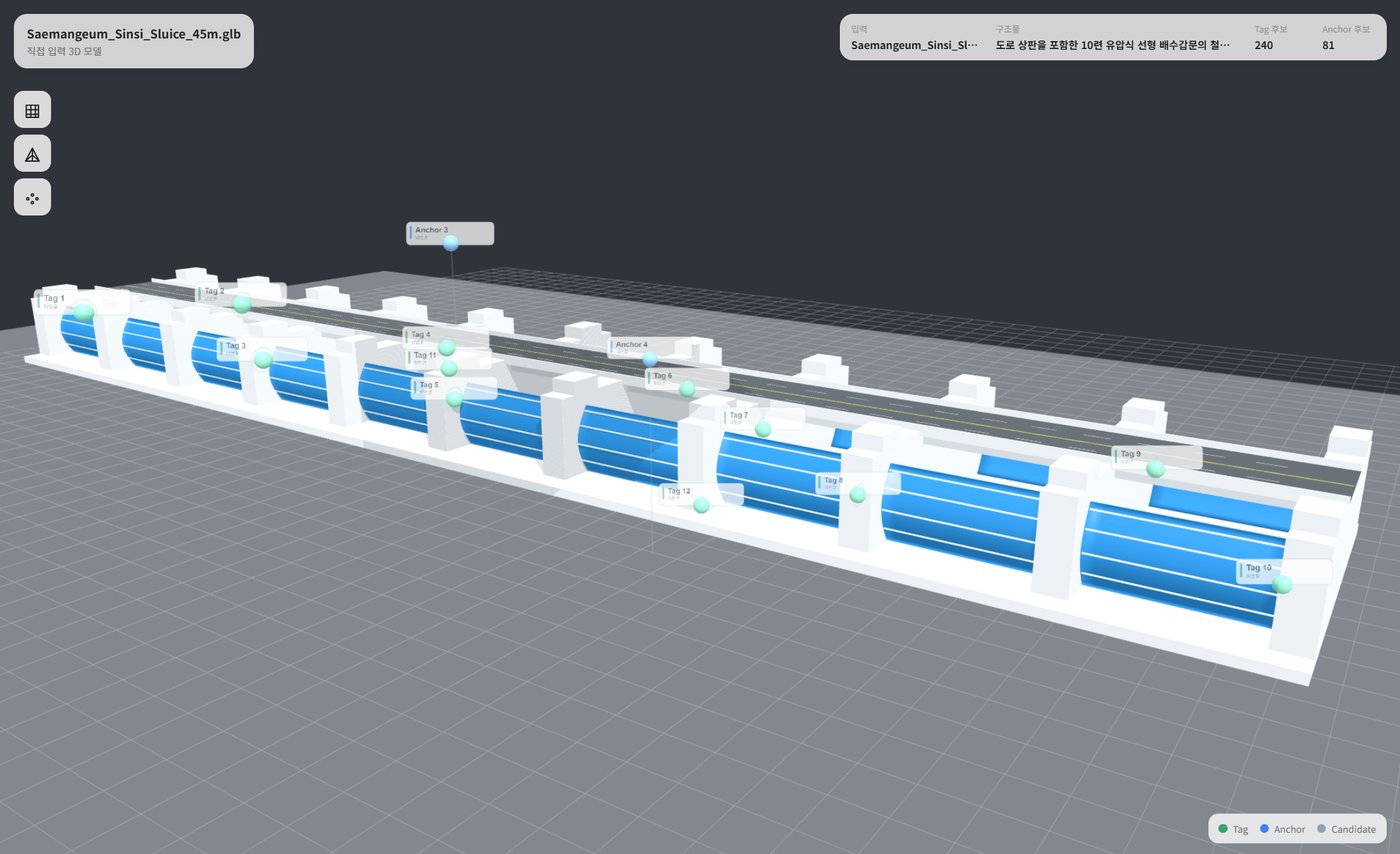 Saemangeum_Sinsi_Sluice_45m.glb
직접 입력 3D 모델
입력
Saemangeum_Sinsi_Sl···
구조물
도로 상판을 포함한 10련 유압식 선형 배수갑문의 철···
Tag 후보
240
Anchor 후보
81
Anchor 3
Tag 1
Tag 2
Tag 3
Tag 4
Tag 11
Tag 5
Anchor 4
Tag 6
Tag 7
Tag 8
Tag 12
Tag 9
Tag 10
Tag
Anchor
Candidate